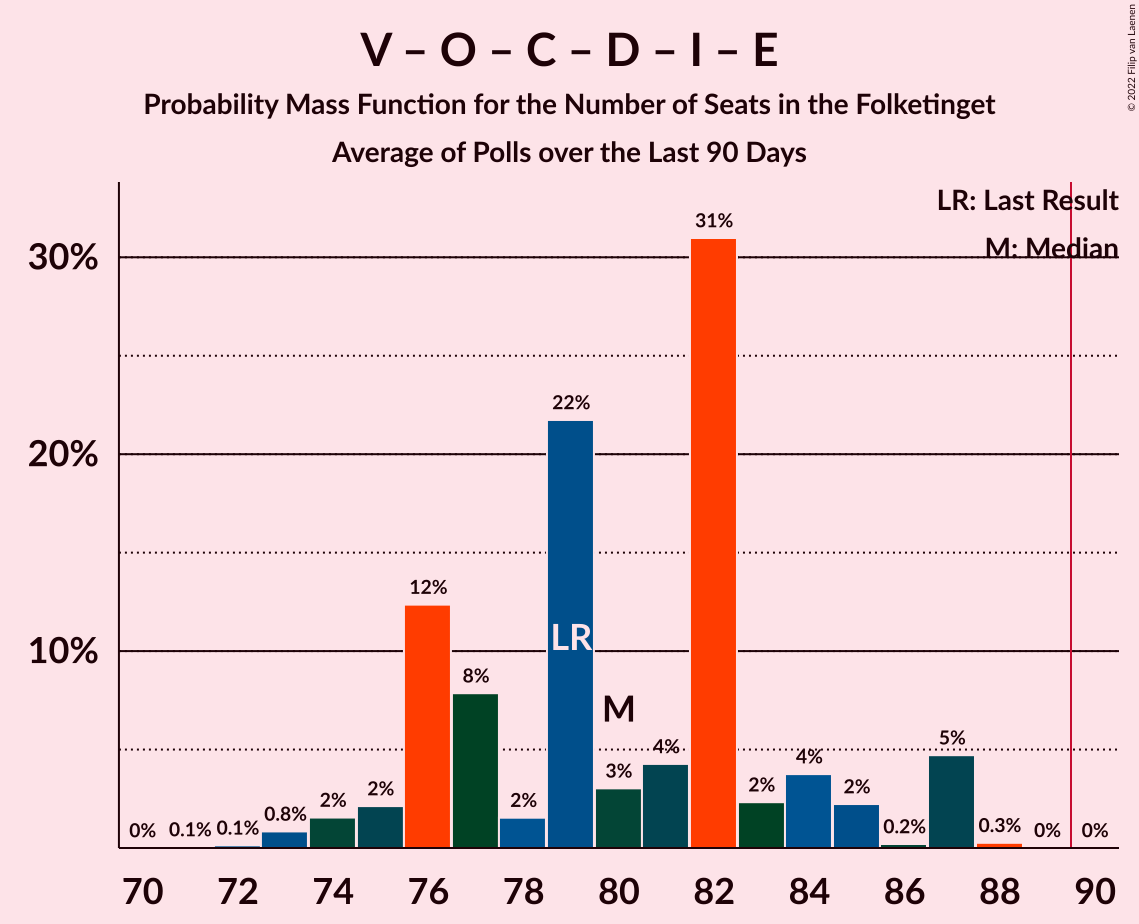 V – O – C – D – I – E
Probability Mass Function for the Number of Seats in the Folketinget
Average of Polls over the Last 90 Days
© 2022 Filip van Laenen
LR: Last Result
M: Median
30%
20%
10%
0%
0.1%
0.1%
0.8%
2%
2%
12%
8%
2%
22%
3%
4%
31%
2%
4%
2%
0.2%
5%
0.3%
0%
0%
LR
M
70 72 74 76 78 80 82 84 86 88 90